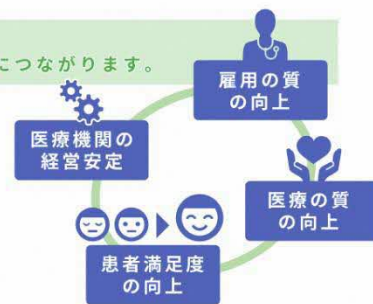 につながります。
雇用の質
の向上
医療機関の
経営安定
医療の質
の向上
患者満足度
の向上